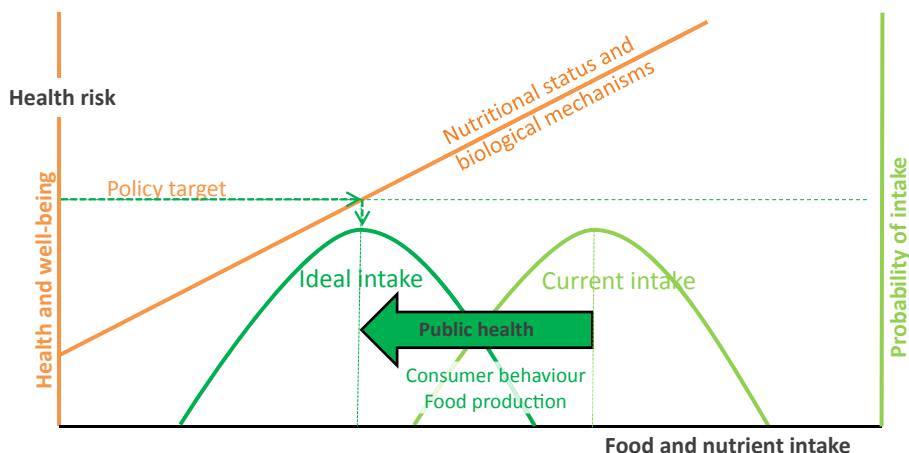 Health risk
Nutritional status and
biological mechanisms
Policy target
Health and well-being
Probability of intake
Ideal intake
Current intake
Public health
Consumer behaviour
Food production
Food and nutrient intake